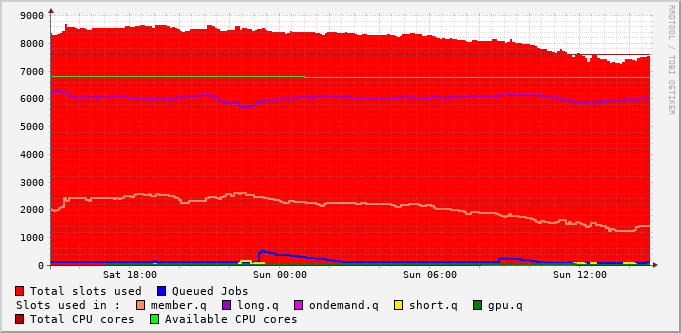 RRDTOOL / TOBI OETIKER
9000
8000
7000
6000
5000
4000
3000
2000
1000
0
Sat 18:00 Sun 00:00 Sun 06:00 Sun 12:00
Total slots used Queued Jobs
Slots used in : member.q long.q ondemand.q short.q gpu.q
Total CPU cores Available CPU cores